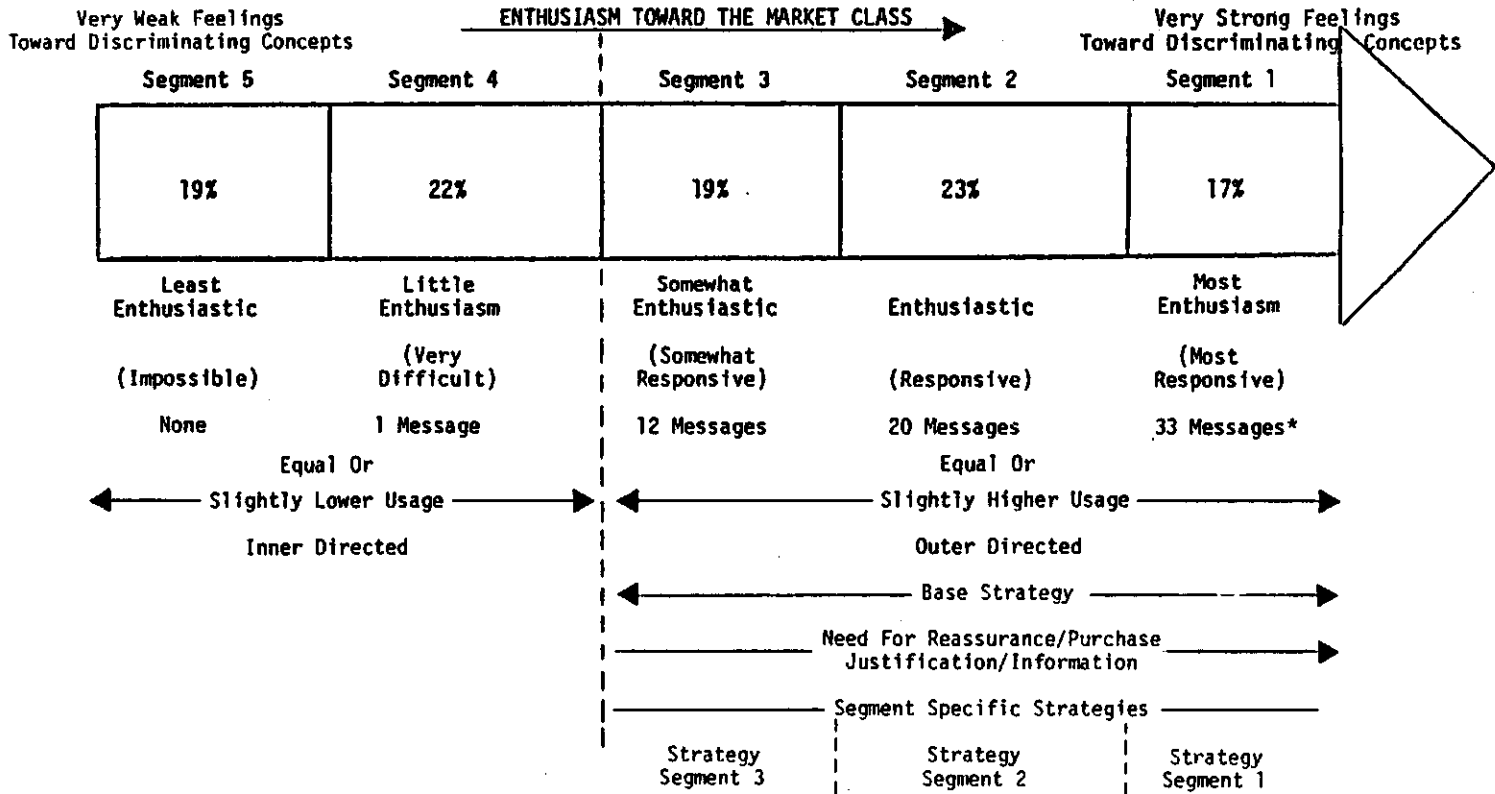 Very Weak Feelings
Toward Discriminating Concepts
ENTHUSIASM TOWARD THE MARKET CLASS
Very Strong Feelings
Toward Discriminating Concepts
Segment 5
Segment 4
Segment 3
Segment 2
Segment 1
19%
22%
19%
23%
17%
Least
Enthusiastic
Little
Enthusiasm
Somewhat
Enthusiastic
Enthusiastic
Most
Enthusiasm
(Impossible)
(Very
Difficult)
(Somewhat
Responsive)
(Responsive)
(Most
Responsive)
None
1 Message
12 Messages
20 Messages
33 Messages*
Equal Or
Slightly Lower Usage
Equal Or
Slightly Higher Usage
Inner Directed
Outer Directed
Base Strategy
Need For Reassurance/Purchase
Justification/Information
Segment Specific Strategies
Strategy
Segment 3
Strategy
Segment 2
Strategy
Segment 1